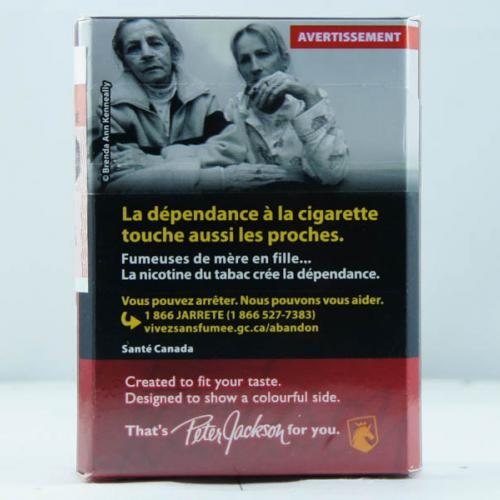 AVERTISSEMENT
© Brenda Ann Kenneally
La dépendance à la cigarette
touche aussi les proches.
Fumeuses de mère en fille...
La nicotine du tabac crée la dépendance.
Vous pouvez arrêter. Nous pouvons vous aider.
1 866 JARRETE (1 866 527-7383)
vivezsansfumee.gc.ca/abandon
Santé Canada
Created to fit your taste.
Designed to show a colourful side.
That's Peter Jackson for you.